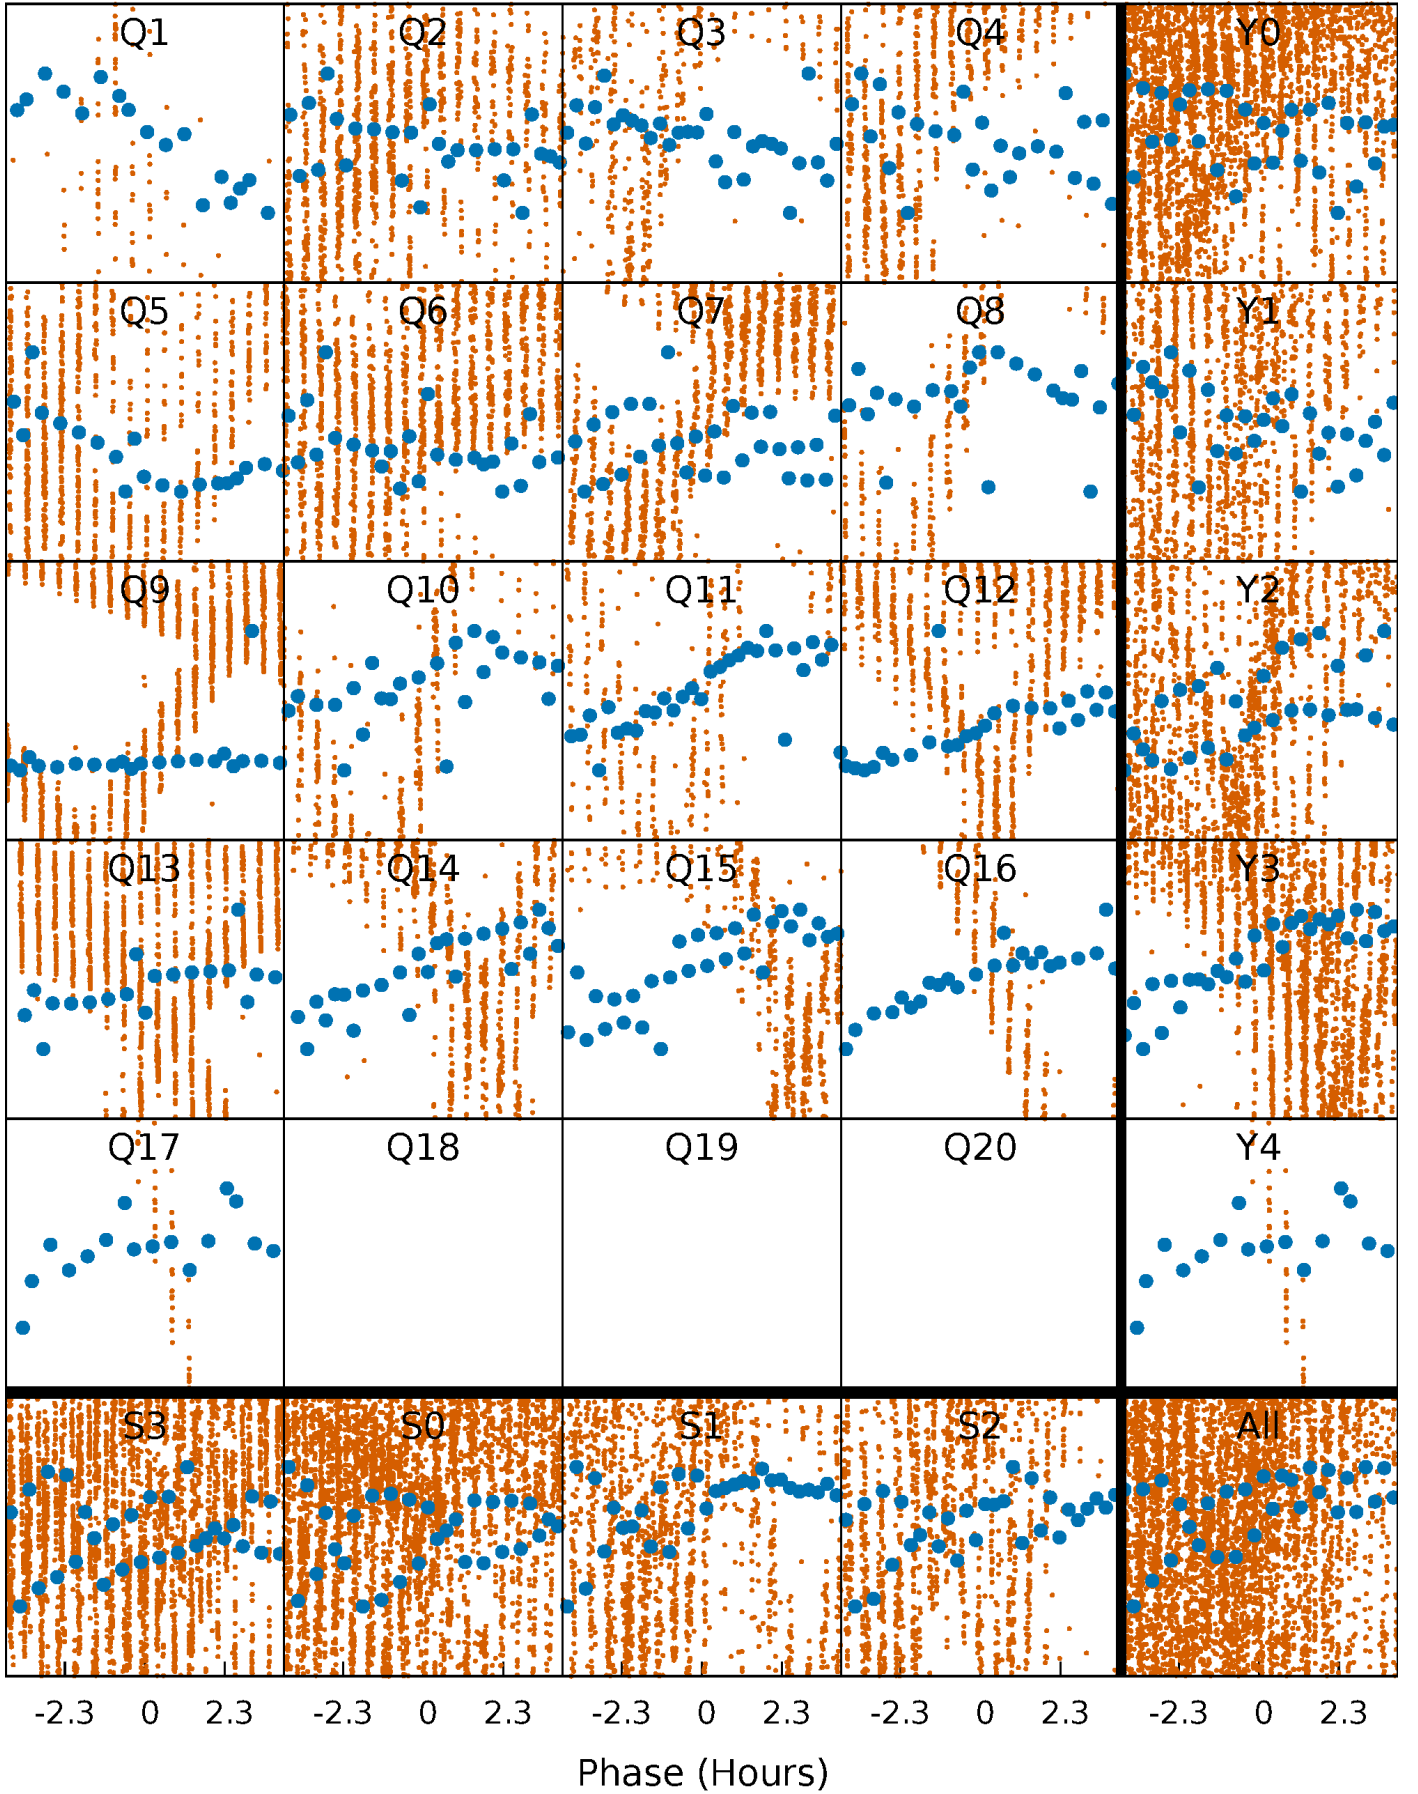 Q1 Q2 Q3 Q4 Y0
Q5 Q6 Q7 Q8 Y1
Q9 Q10 Q11 Q12 Y2
Q13 Q14 Q15 Q16 Y3
Q17 Q18 Q19 Q20 Y4
S3 S0 S1 S2 All
-2.3 0 2.3 -2.3 0 2.3 -2.3 0 2.3 -2.3 0 2.3 -2.3 0 2.3
Phase (Hours)